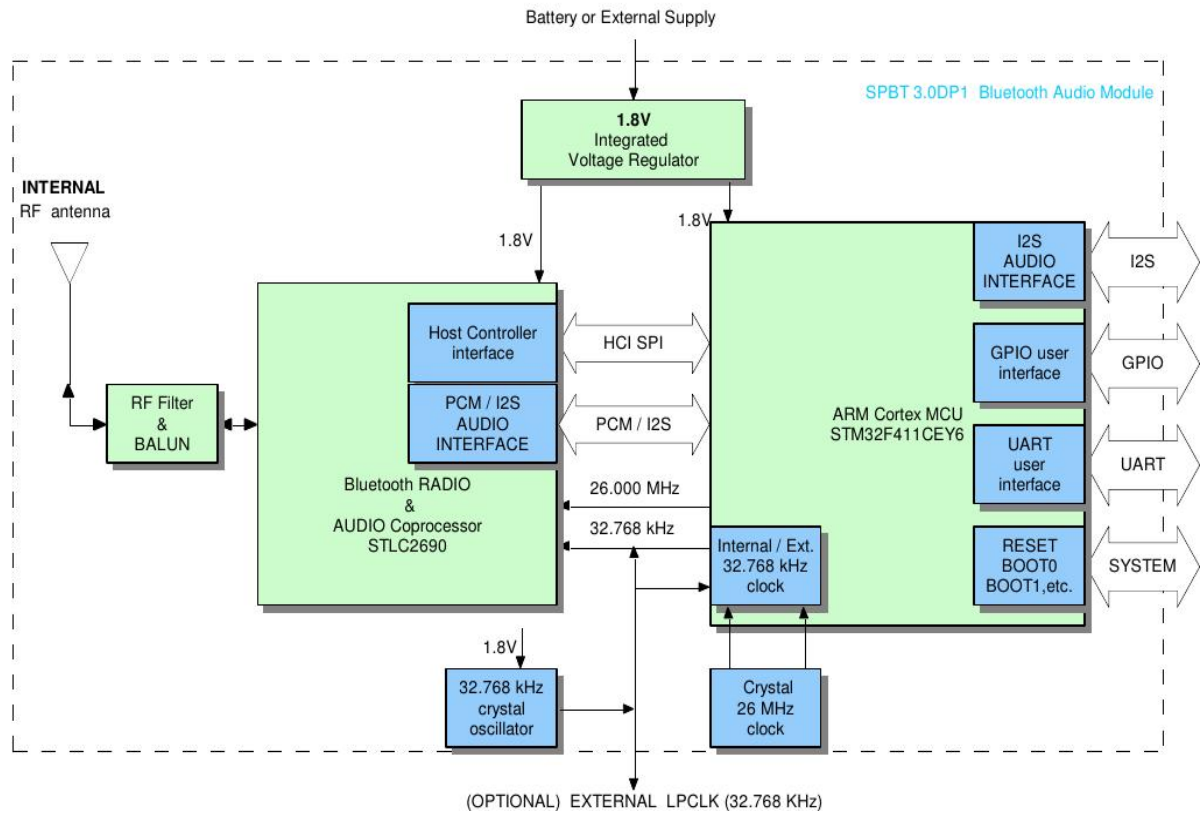 Battery or External Supply
SPBT 3.0DP1 Bluetooth Audio Module
1.8V
Integrated
Voltage Regulator
INTERNAL
RF antenna
1.8V
1.8V
I2S
AUDIO
INTERFACE
I2S
Host Controller
interface
HCI SPI
GPIO user
interface
GPIO
RF Filter
&
BALUN
PCM / I2S
AUDIO
INTERFACE
PCM / I2S
ARM Cortex MCU
STM32F411CEY6
UART
user
interface
UART
Bluetooth RADIO
&
AUDIO Coprocessor
STLC2690
26.000 MHz
32.768 kHz
Internal / Ext.
32.768 kHz
clock
RESET
BOOT0
BOOT1,etc.
SYSTEM
1.8V
32.768 kHz
crystal
oscillator
Crystal
26 MHz
clock
(OPTIONAL) EXTERNAL LPCLK (32.768 KHz)